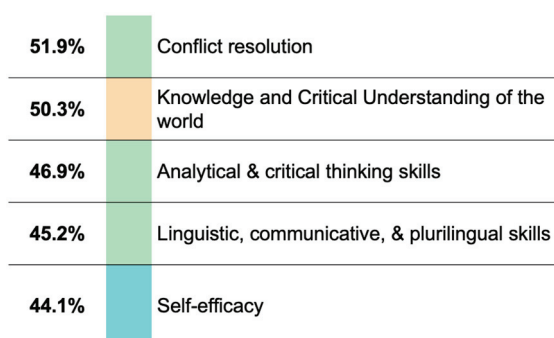 51.9% Conflict resolution
50.3% Knowledge and Critical Understanding of the
world
46.9% Analytical & critical thinking skills
45.2% Linguistic, communicative, & plurilingual skills
44.1% Self-efficacy